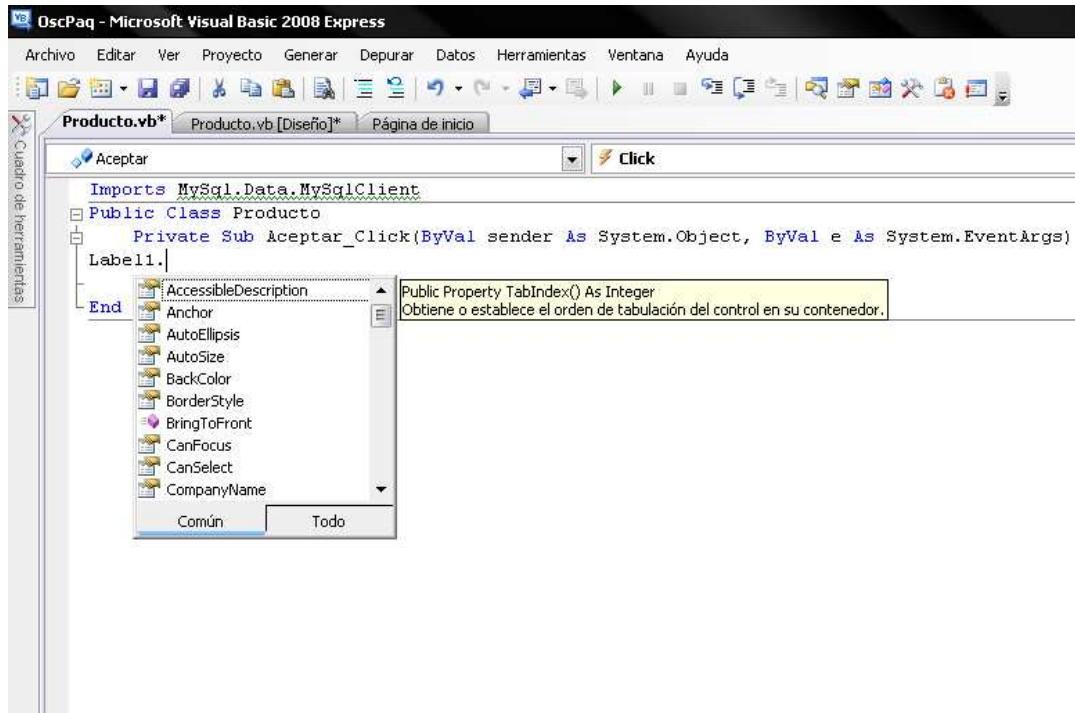 OscPaq - Microsoft Visual Basic 2008 Express
Archivo Editar Ver Proyecto Generar Depurar Datos Herramientas Ventana Ayuda
Producto.vb* Producto.vb [Diseño]* Página de inicio
Cuadro de herramientas
Aceptar Click
Imports MySql.Data.MySqlClient
Public Class Producto
Private Sub Aceptar_Click(ByVal sender As System.Object, ByVal e As System.EventArgs)
Label1.
End
AccessibleDescription
Anchor
AutoEllipsis
AutoSize
BackColor
BorderStyle
BringToFront
CanFocus
CanSelect
CompanyName
Común Todo
Public Property TabIndex() As Integer
Obtiene o establece el orden de tabulación del control en su contenedor.